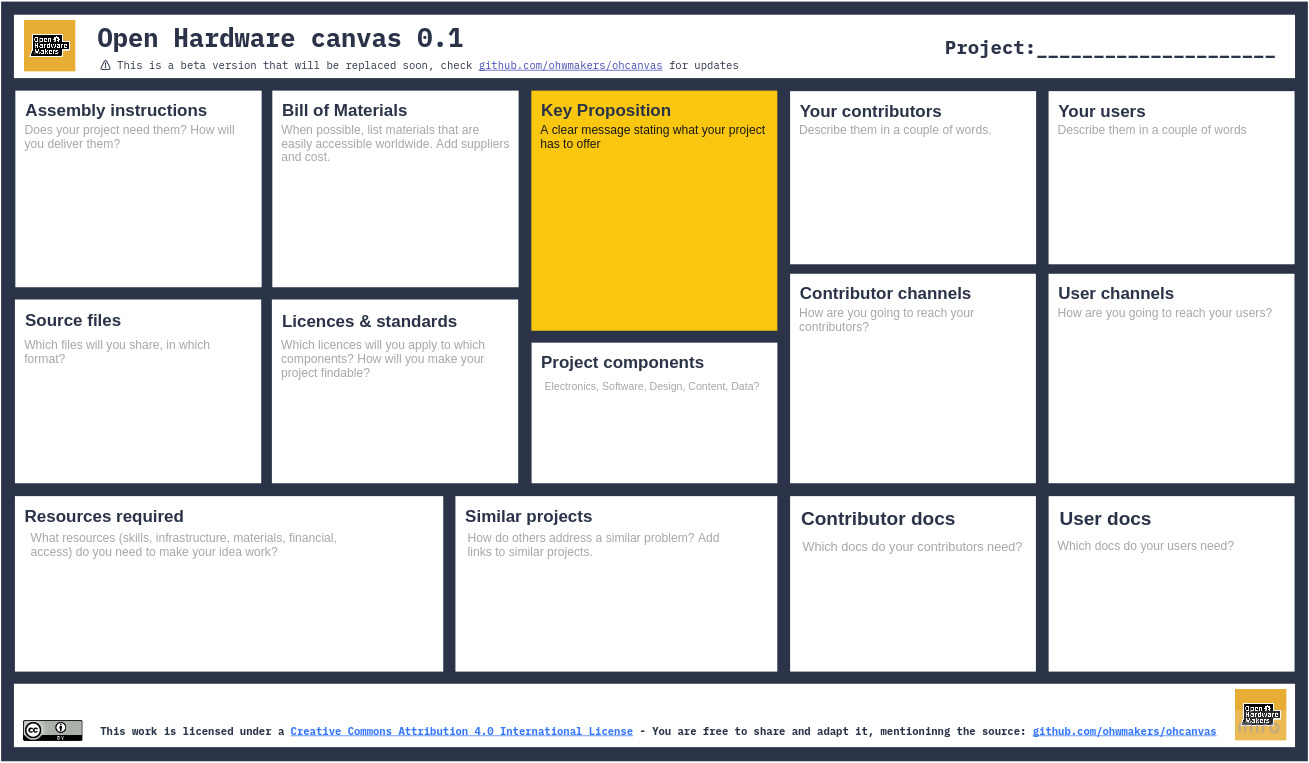 Open
Hardware
Makers
Open Hardware canvas 0.1
⚠ This is a beta version that will be replaced soon, check github.com/ohwmakers/ohcanvas for updates
Project:_____________________
Assembly instructions
Does your project need them? How will
you deliver them?
Bill of Materials
When possible, list materials that are
easily accessible worldwide. Add suppliers
and cost.
Key Proposition
A clear message stating what your project
has to offer
Your contributors
Describe them in a couple of words.
Your users
Describe them in a couple of words
Source files
Which files will you share, in which
format?
Licences & standards
Which licences will you apply to which
components? How will you make your
project findable?
Project components
Electronics, Software, Design, Content, Data?
Contributor channels
How are you going to reach your
contributors?
User channels
How are you going to reach your users?
Resources required
What resources (skills, infrastructure, materials, financial,
access) do you need to make your idea work?
Similar projects
How do others address a similar problem? Add
links to similar projects.
Contributor docs
Which docs do your contributors need?
User docs
Which docs do your users need?
cc
BY
This work is licensed under a Creative Commons Attribution 4.0 International License - You are free to share and adapt it, mentioninng the source: github.com/ohwmakers/ohcanvas
Open
Hardware
Makers
miro